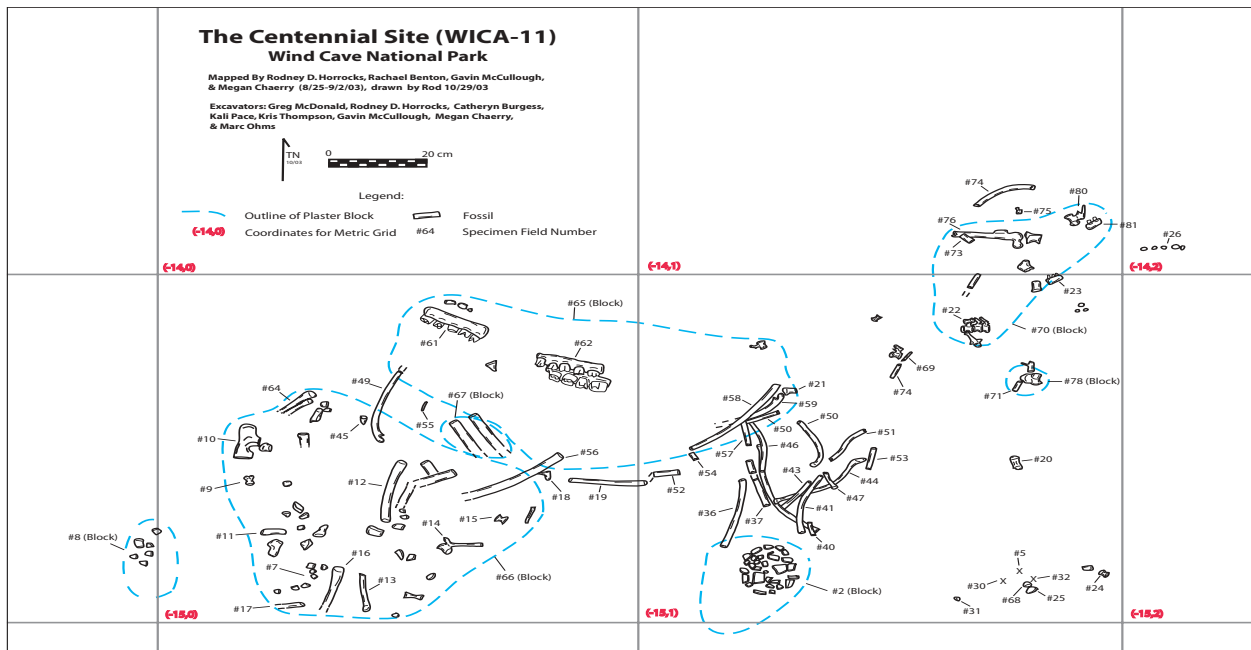 The Centennial Site (WICA-11)
Wind Cave National Park
Mapped By Rodney D. Horrocks, Rachael Benton, Gavin McCullough,
& Megan Chaerry (8/25-9/2/03), drawn by Rod 10/29/03
Excavators: Greg McDonald, Rodney D. Horrocks, Catheryn Burgess,
Kali Pace, Kris Thompson, Gavin McCullough, Megan Chaerry,
& Marc Ohms
TN
10/03
0 20 cm
Legend:
Outline of Plaster Block Fossil
(-14,0) Coordinates for Metric Grid #64 Specimen Field Number
#74
#80
#75
#76
#81
#73
#26
(-14,0) (-14,1) (-14,2)
#65 (Block)
#23
#22
#70 (Block)
#61
#62
#69
#74
#78 (Block)
#71
#49
#64
#67 (Block)
#58
#21
#59
#45
#55
#50
#50
#10
#57
#46
#51
#56
#54
#53
#20
#9
#12
#18
#19
#52
#43
#44
#47
#36
#37
#41
#15
#14
#40
#8 (Block)
#11
#16
#66 (Block)
#7
#13
#17
#2 (Block)
#5
#30
X
X
X
#32
#24
#68
#25
#31
(-15,0) (-15,1) (-15,2)